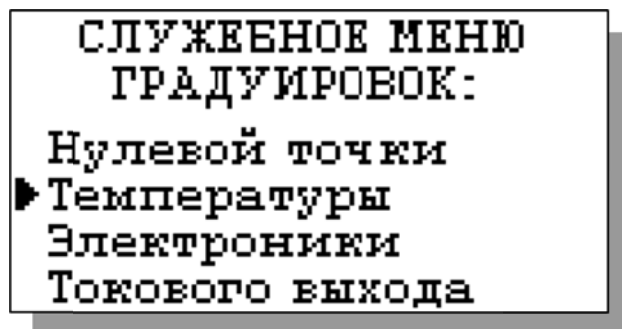 СЛУЖЕБНОЕ МЕНЮ
ГРАДУИРОВОК:
Нулевой точки
Температуры
Электроники
Токового выхода